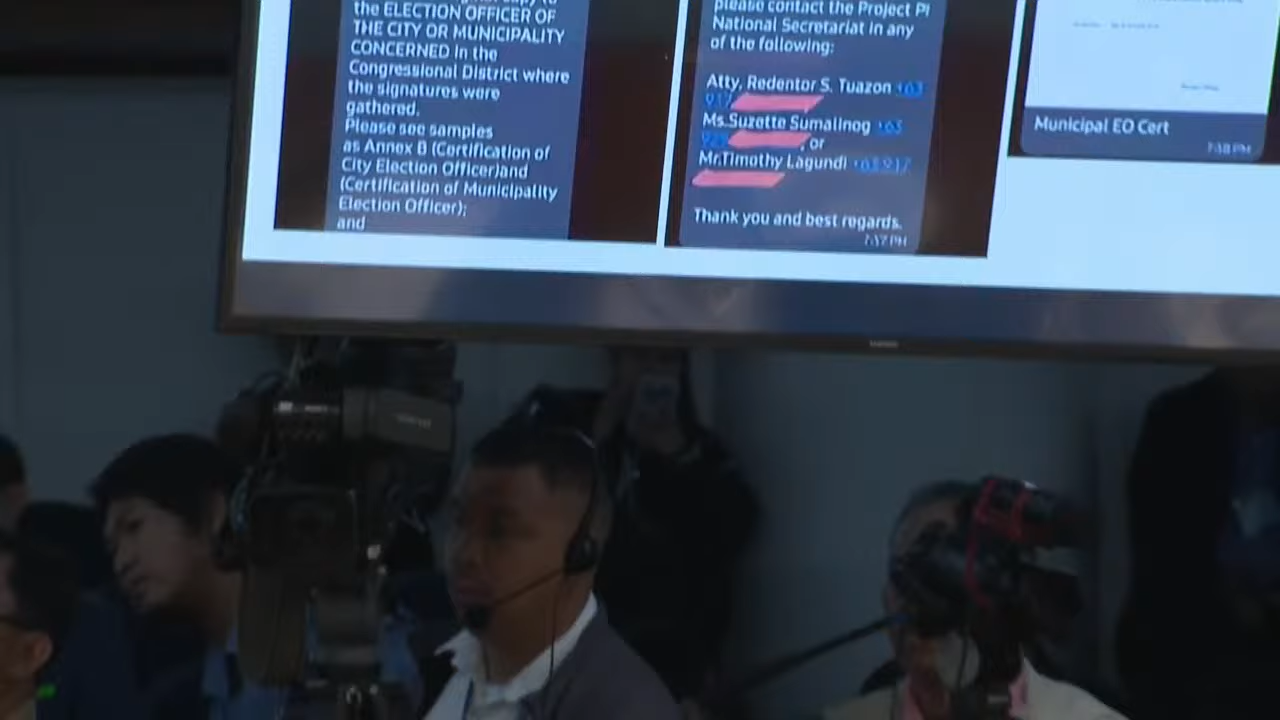 the ELECTION OFFICER OF
THE CITY OR MUNICIPALITY
CONCERNED in the
Congressional District where
the signatures were
gathered.
Please see samples
as Annex B (Certification of
City Election Officer)and
(Certification of Municipality
Election Officer);
and
please contact the Project PI
National Secretariat in any
of the following:
Atty. Redentor S. Tuazon +63
917
Ms.Suzette Sumalinog +63
, or
Mr.Timothy Lagundi +63 917
Thank you and best regards.
7:37 PM
Municipal EO Cert
7:38 PM